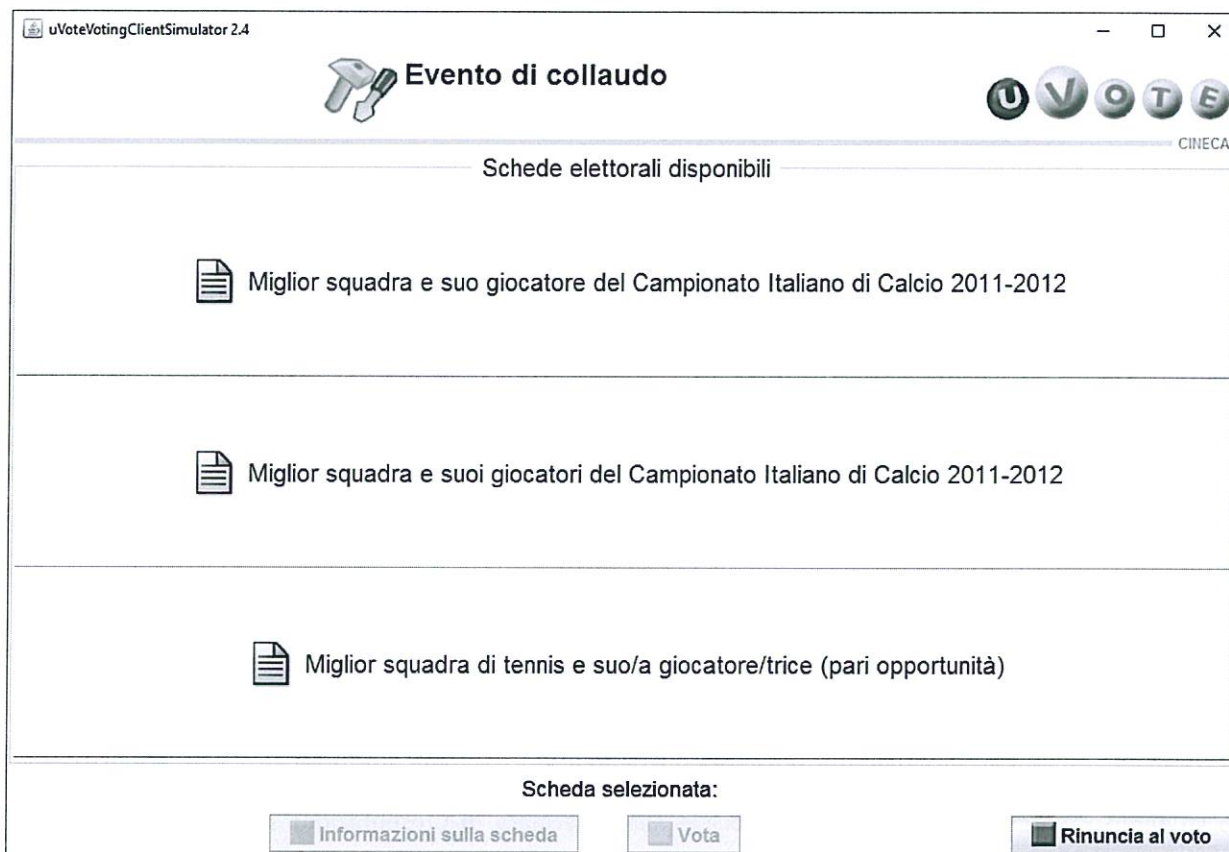 uVoteVotingClientSimulator 2.4
Evento di collaudo
U VOTE
CINECA
Schede elettorali disponibili
Miglior squadra e suo giocatore del Campionato Italiano di Calcio 2011-2012
Miglior squadra e suoi giocatori del Campionato Italiano di Calcio 2011-2012
Miglior squadra di tennis e suo/a giocatore/trice (pari opportunità)
Scheda selezionata:
Informazioni sulla scheda Vota Rinuncia al voto